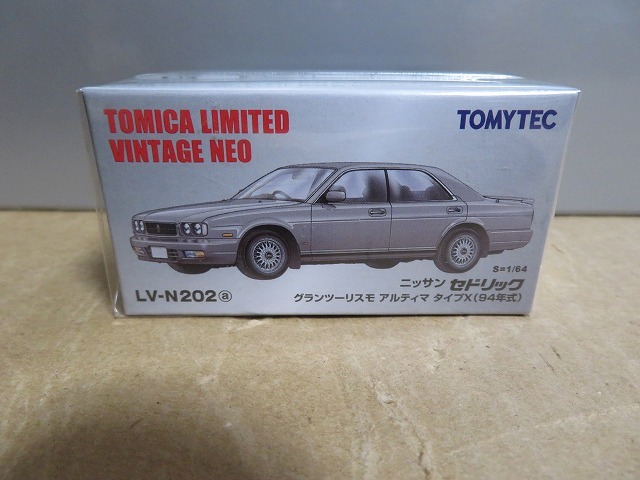 TOMICA LIMITED
VINTAGE NEO
TOMYTEC
S=1/64
LV-N202ⓐ
ニッサン セドリック
グランツーリスモ アルティマ タイプX(94年式)